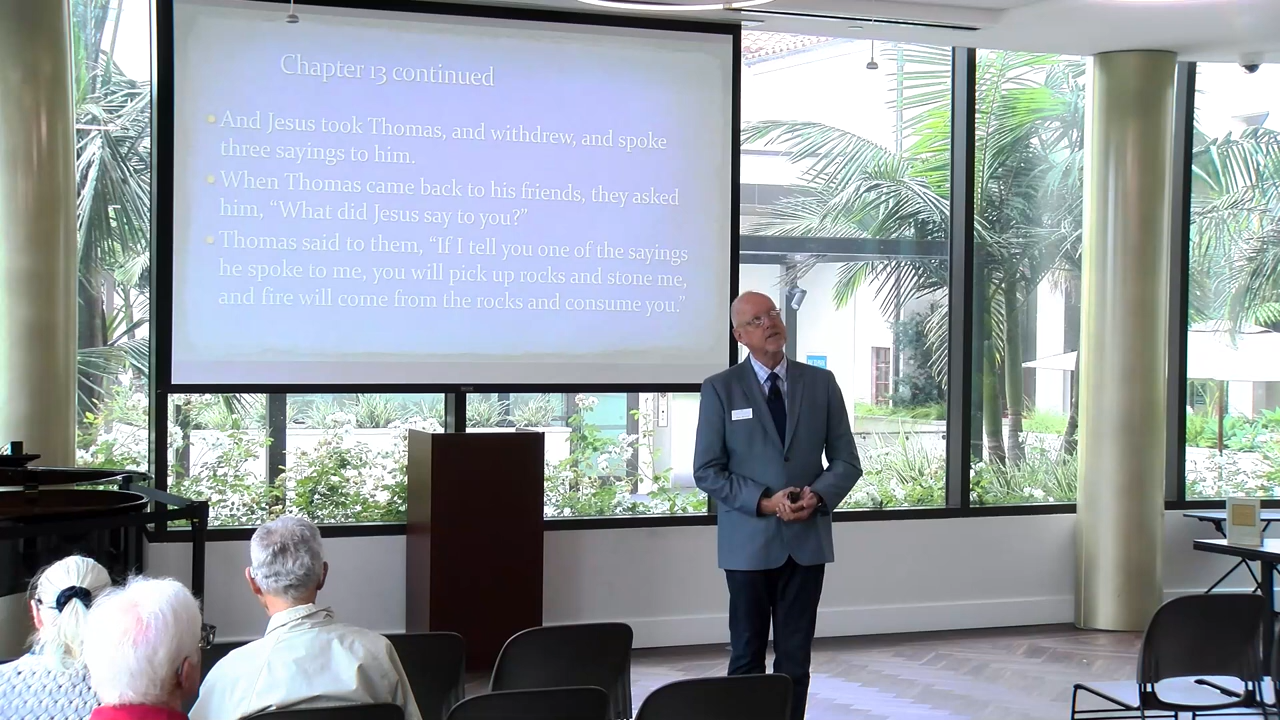 Chapter 13 continued
And Jesus took Thomas, and withdrew, and spoke
three sayings to him.
When Thomas came back to his friends, they asked
him, “What did Jesus say to you?”
Thomas said to them, “If I tell you one of the sayings
he spoke to me, you will pick up rocks and stone me,
and fire will come from the rocks and consume you.”